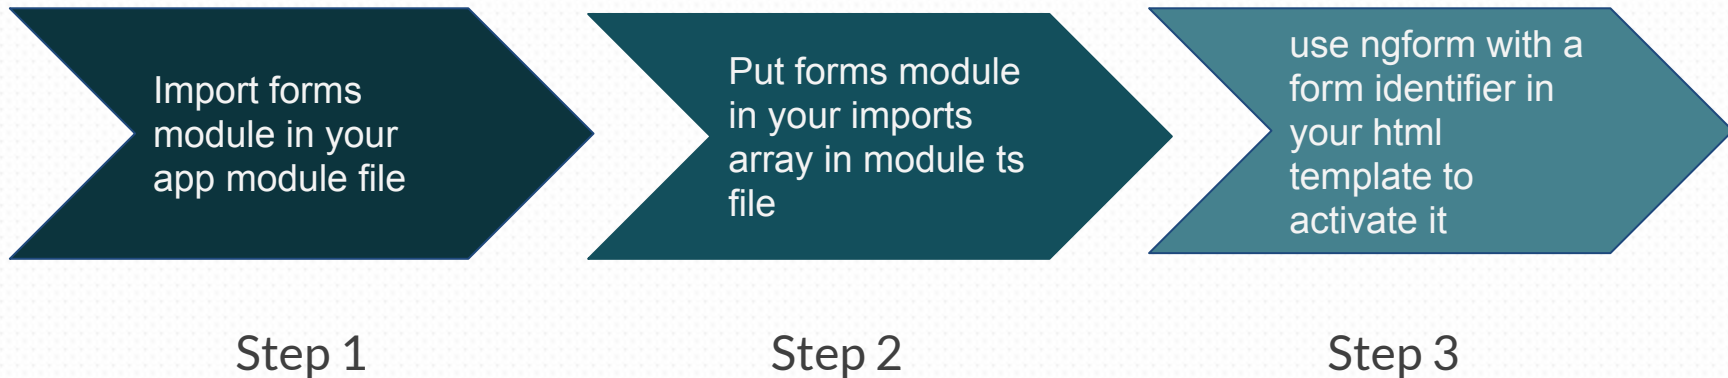 Import forms
module in your
app module file
Put forms module
in your imports
array in module ts
file
use ngform with a
form identifier in
your html
template to
activate it
Step 1
Step 2
Step 3